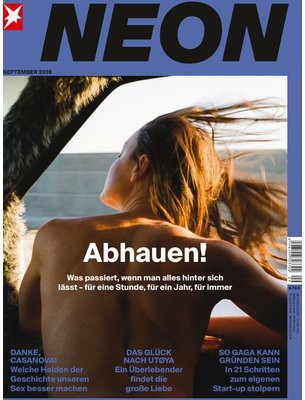 NEON
SEPTEMBER 2016
Abhauen!
Was passiert, wenn man alles hinter sich
lässt – für eine Stunde, für ein Jahr, für immer
DANKE,
CASANOVA!
Welche Helden der
Geschichte unseren
Sex besser machen
DAS GLÜCK
NACH UTØYA
Ein Überlebender
findet die
große Liebe
SO GAGA KANN
GRÜNDEN SEIN
In 21 Schritten
zum eigenen
Start-up stolpern